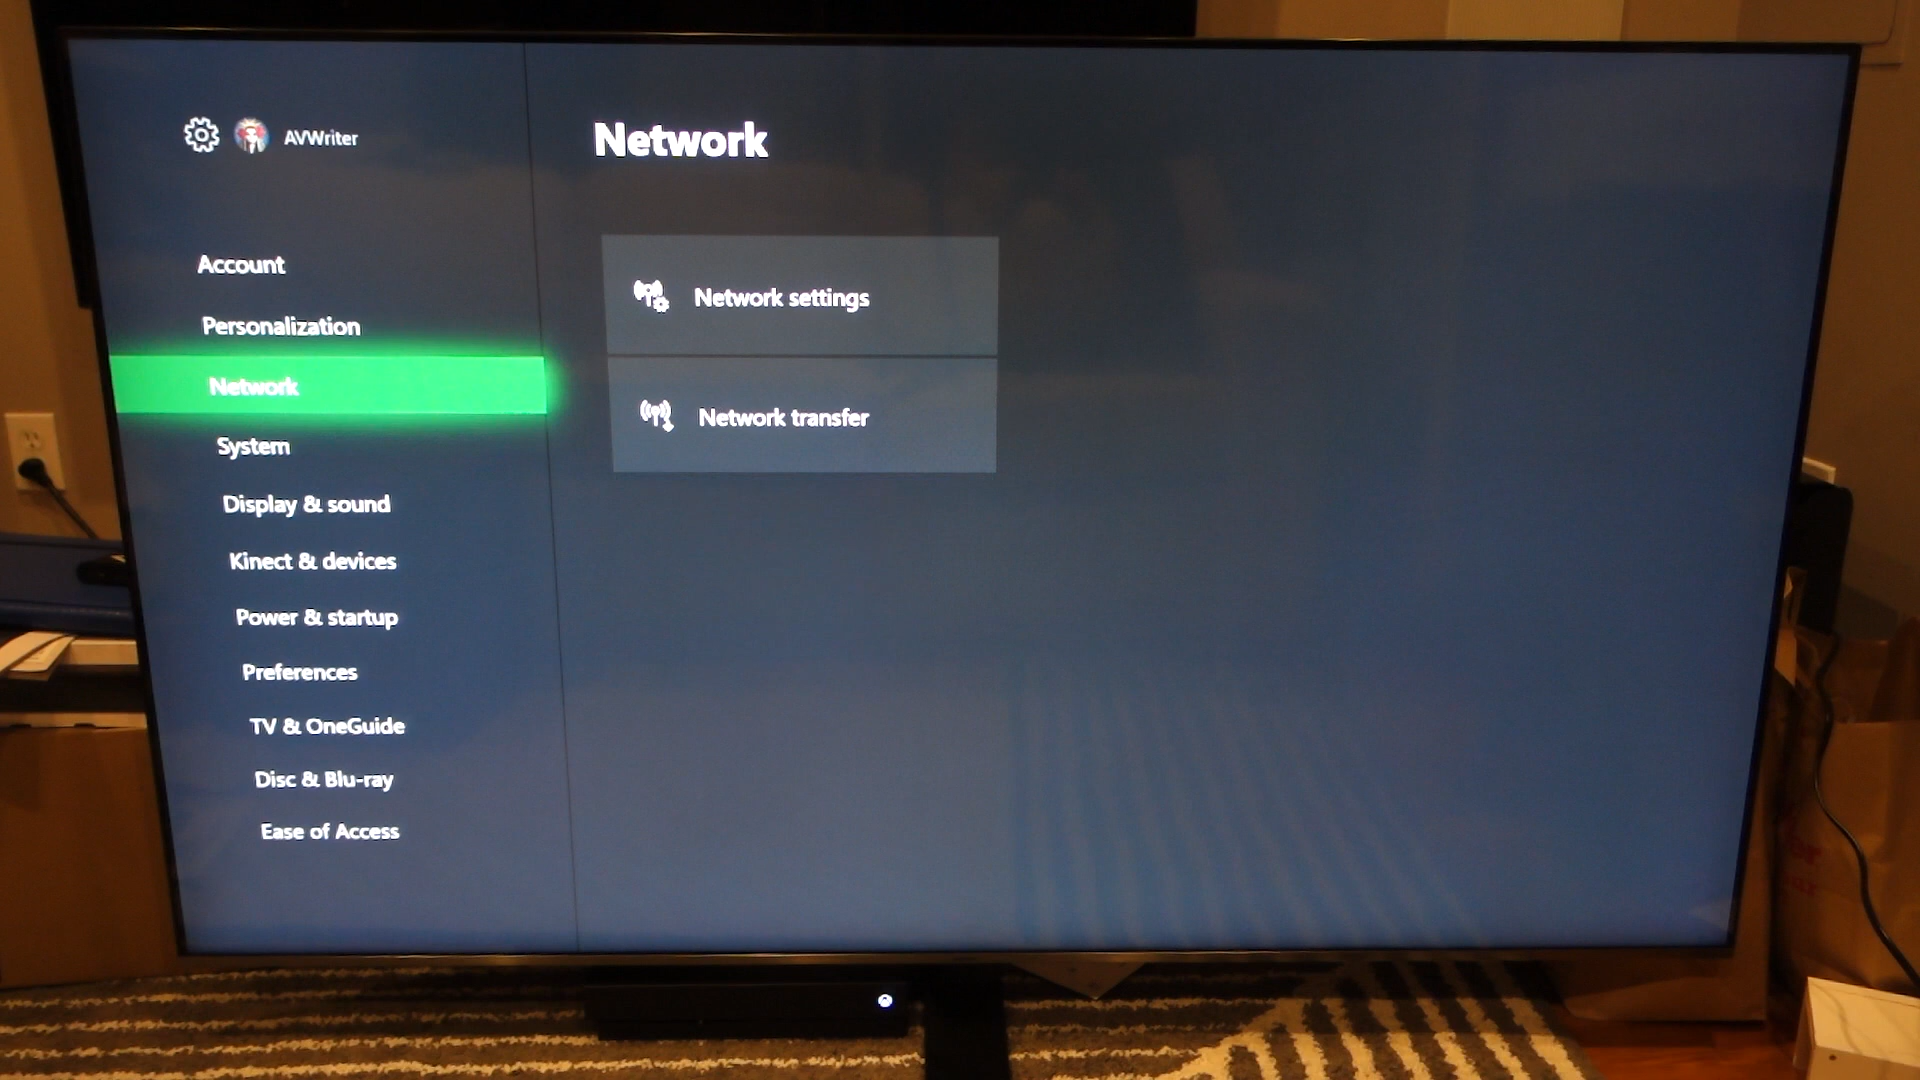 AVWriter
Account
Personalization
Network
System
Display & sound
Kinect & devices
Power & startup
Preferences
TV & OneGuide
Disc & Blu-ray
Ease of Access
Network
Network settings
Network transfer